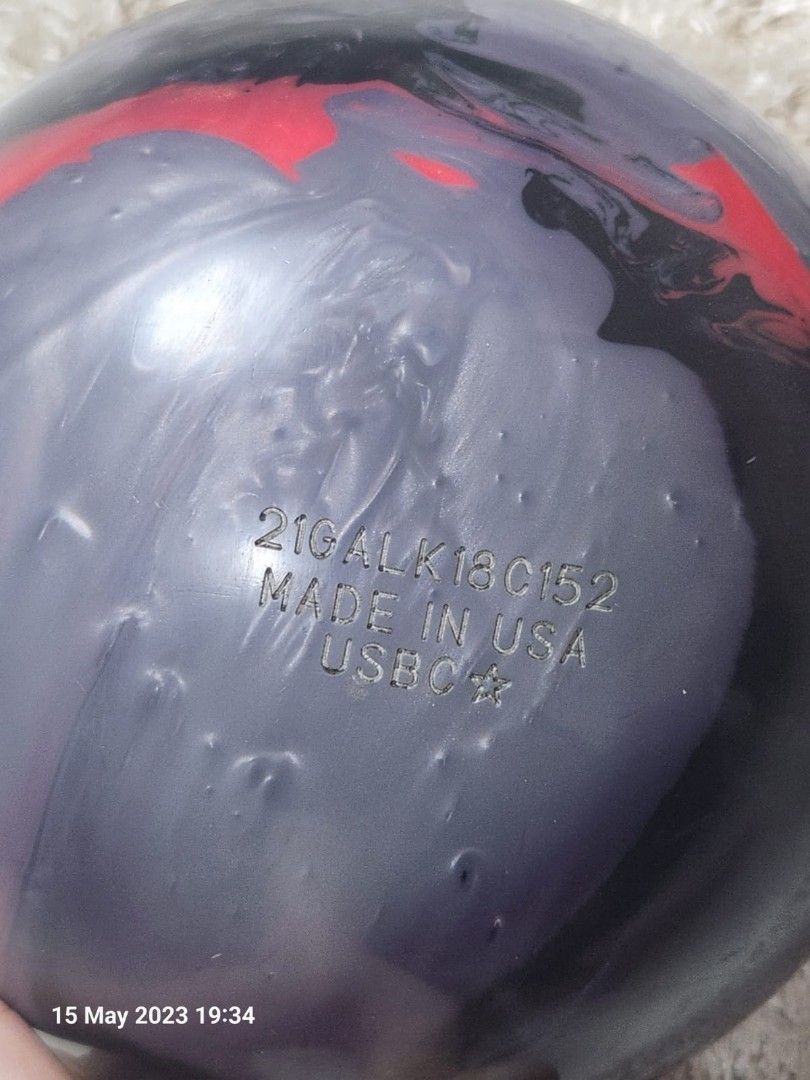 21GALK18C152
MADE IN USA
USBC☆
15 May 2023 19:34